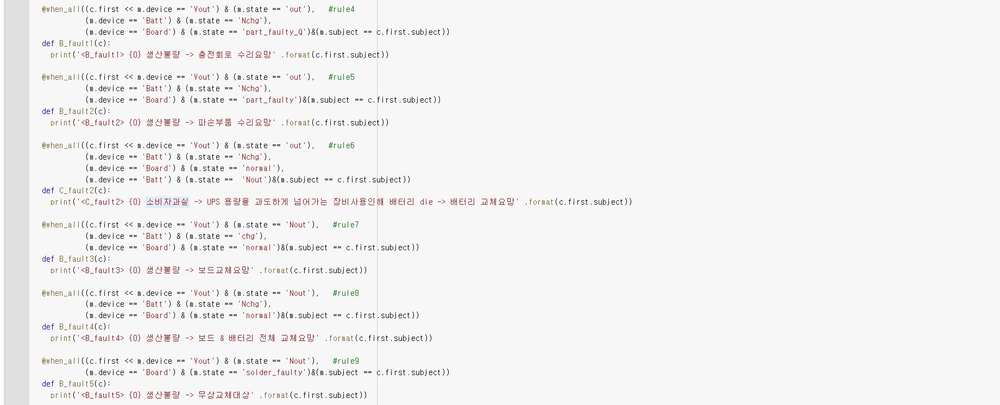 @when_all((c.first << m.device == 'Vout') & (m.state == 'out'),   #rule4
(m.device == 'Batt') & (m.state == 'Nchg'),
(m.device == 'Board') & (m.state == 'part_faulty_Q')&(m.subject == c.first.subject))
def B_fault1(c):
print('<B_fault1> {0} 생산불량 -> 충전회로 수리요망' .format(c.first.subject))
@when_all((c.first << m.device == 'Vout') & (m.state == 'out'),   #rule5
(m.device == 'Batt') & (m.state == 'Nchg'),
(m.device == 'Board') & (m.state == 'part_faulty')&(m.subject == c.first.subject))
def B_fault2(c):
print('<B_fault2> {0} 생산불량 -> 파손부품 수리요망' .format(c.first.subject))
@when_all((c.first << m.device == 'Vout') & (m.state == 'out'),   #rule6
(m.device == 'Batt') & (m.state == 'Nchg'),
(m.device == 'Board') & (m.state == 'normal'),
(m.device == 'Batt') & (m.state ==  'Nout')&(m.subject == c.first.subject))
def C_fault2(c):
print('<C_fault2> {0} 소비자과실 -> UPS 용량을 과도하게 넘어가는 장비사용인해 배터리 die -> 배터리 교체요망' .format(c.first.subject))
@when_all((c.first << m.device == 'Vout') & (m.state == 'Nout'),   #rule7
(m.device == 'Batt') & (m.state == 'chg'),
(m.device == 'Board') & (m.state == 'normal')&(m.subject == c.first.subject))
def B_fault3(c):
print('<B_fault3> {0} 생산불량 -> 보드교체요망' .format(c.first.subject))
@when_all((c.first << m.device == 'Vout') & (m.state == 'Nout'),   #rule8
(m.device == 'Batt') & (m.state == 'Nchg'),
(m.device == 'Board') & (m.state == 'normal')&(m.subject == c.first.subject))
def B_fault4(c):
print('<B_fault4> {0} 생산불량 -> 보드 & 배터리 전체 교체요망' .format(c.first.subject))
@when_all((c.first << m.device == 'Vout') & (m.state == 'Nout'),   #rule9
(m.device == 'Board') & (m.state == 'solder_faulty')&(m.subject == c.first.subject))
def B_fault5(c):
print('<B_fault5> {0} 생산불량 -> 무상교체대상' .format(c.first.subject))